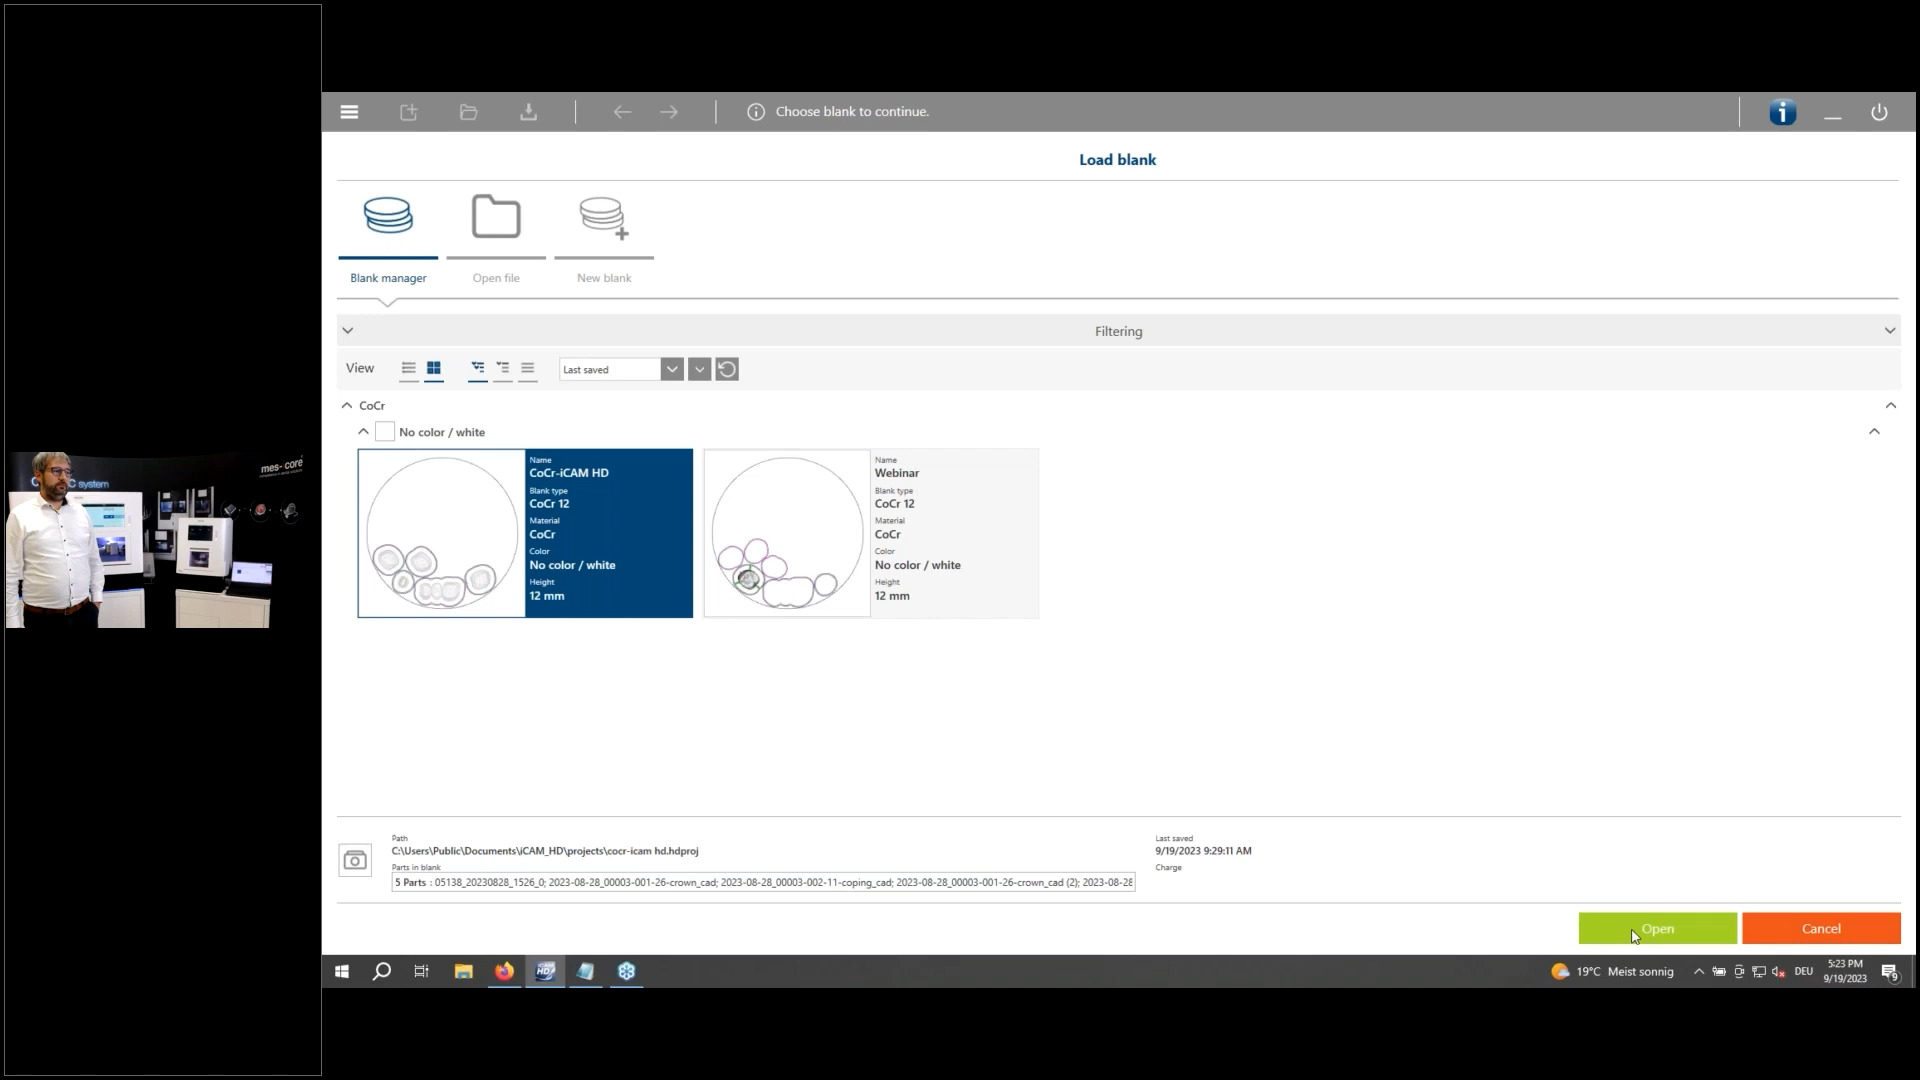 Choose blank to continue.
Load blank
Blank manager
Open file
New blank
Filtering
View
Last saved
CoCr
No color / white
Name
CoCr-iCAM HD
Blank type
CoCr 12
Material
CoCr
Color
No color / white
Height
12 mm
Name
Webinar
Blank type
CoCr 12
Material
CoCr
Color
No color / white
Height
12 mm
mes- core
system
Path
C:\Users\Public\Documents\iCAM_HD\projects\cocr-icam hd.hdproj
Parts in blank
5 Parts : 05138_20230828_1526_0; 2023-08-28_00003-001-26-crown_cad; 2023-08-28_00003-002-11-coping_cad; 2023-08-28_00003-001-26-crown_cad (2); 2023-08-28
Last saved
9/19/2023 9:29:11 AM
Charge
Open
Cancel
19°C Meist sonnig
DEU
5:23 PM
9/19/2023
9